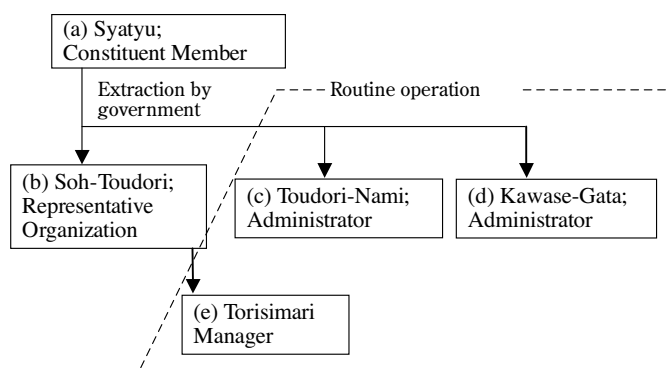 (a) Syatyu;
Constituent Member
Extraction by
government
Routine operation
(b) Soh-Toudori;
Representative
Organization
(c) Toudori-Nami;
Administrator
(d) Kawase-Gata;
Administrator
(e) Torisimari
Manager